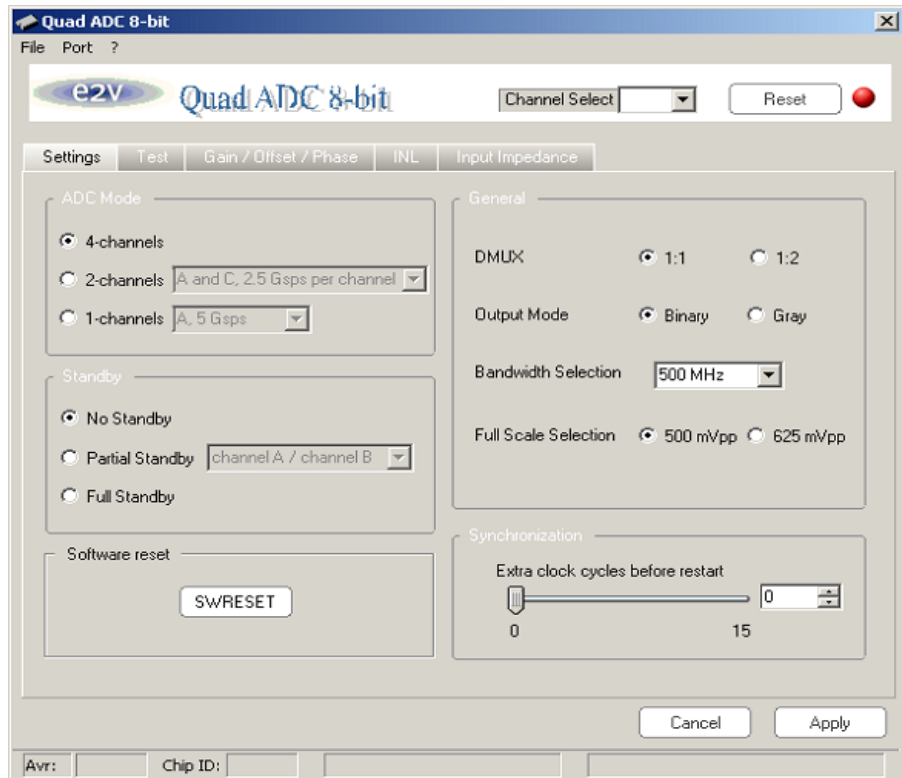 Quad ADC 8-bit
File Port ?
e2v Quad ADC 8-bit Channel Select Reset
Settings Test Gain / Offset / Phase INL Input Impedance
ADC Mode
4-channels
2-channels A and C, 2.5 Gsps per channel
1-channels A, 5 Gsps
Standby
No Standby
Partial Standby channel A / channel B
Full Standby
Software reset
SWRESET
General
DMUX 1:1 1:2
Output Mode Binary Gray
Bandwidth Selection 500 MHz
Full Scale Selection 500 mVpp 625 mVpp
Synchronization
Extra clock cycles before restart
0
0 15
Cancel Apply
Avr: Chip ID: